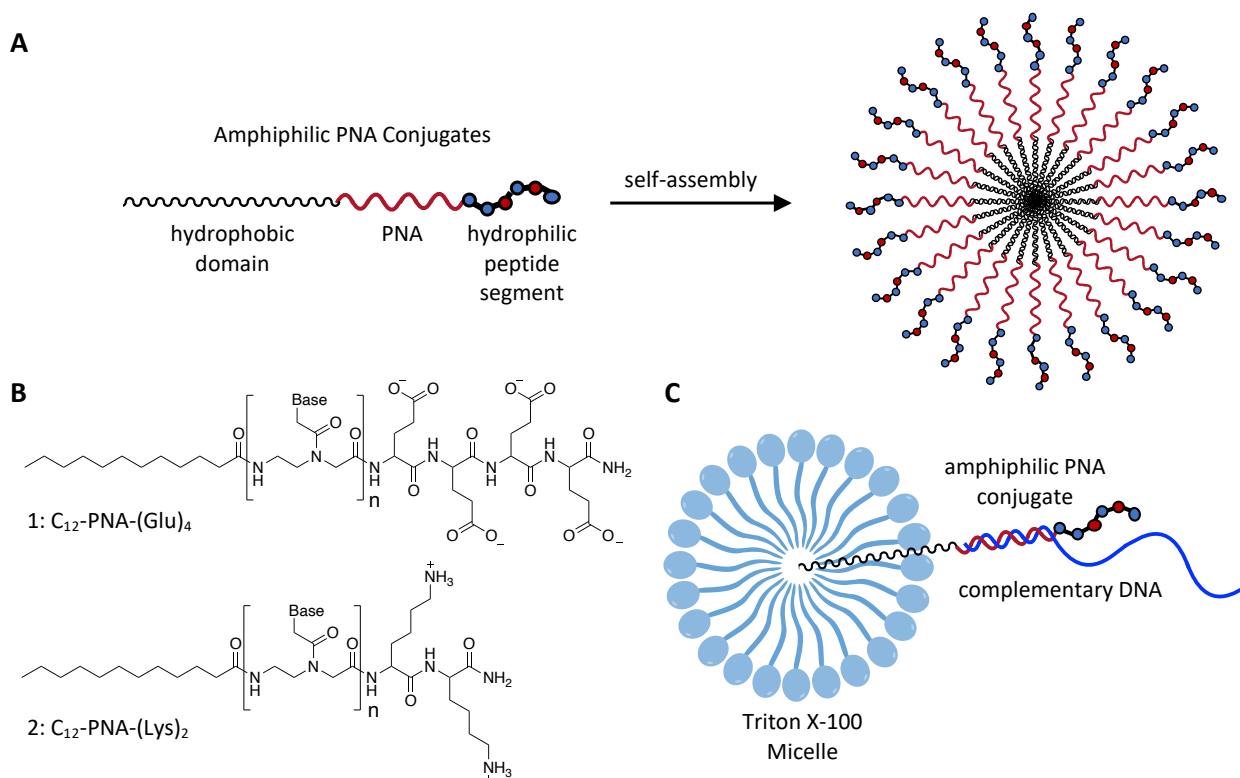 A
Amphiphilic PNA Conjugates
self-assembly
hydrophobic
domain
PNA
hydrophilic
peptide
segment
B
O⁻ O
O⁻ O
Base
O
O
O
H
N
O
H
N
O
N
H
N
N
H
N
H
NH₂
n
O
O
O O⁻
O O⁻
1: C₁₂-PNA-(Glu)₄
+
NH₃
Base
O
O
O
H
N
O
N
H
N
N
H
NH₂
n
O
2: C₁₂-PNA-(Lys)₂
NH₃
C
amphiphilic PNA
conjugate
complementary DNA
Triton X-100
Micelle